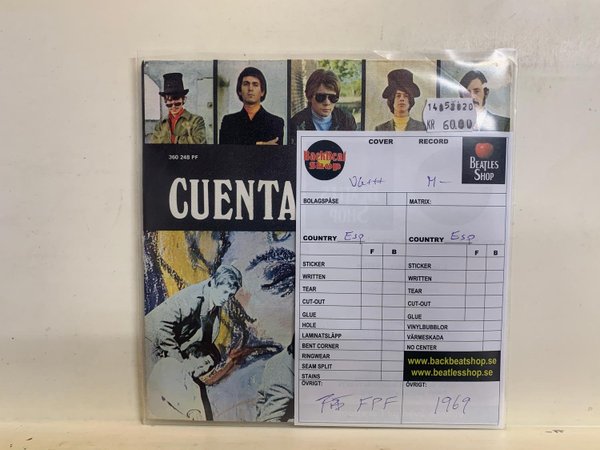 14052020
KR 60.00
360 248 PF
CUENTA
BackBeat
Shop
COVER RECORD
BEATLES
SHOP
VG+++ M-
BOLAGSPÅSE MATRIX:
COUNTRY Esp COUNTRY Esp
F B F B
STICKER STICKER
WRITTEN WRITTEN
TEAR TEAR
CUT-OUT CUT-OUT
GLUE GLUE
HOLE VINYLBUBBLOR
LAMINATSLÄPP VÄRMESKADA
BENT CORNER NO CENTER
RINGWEAR
SEAM SPLIT
STAINS
www.backbeatshop.se
www.beatlesshop.se
ÖVRIGT: ÖVRIGT:
FPF 1969